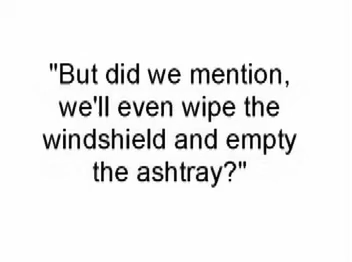 "But did we mention,
we'll even wipe the
windshield and empty
the ashtray?"